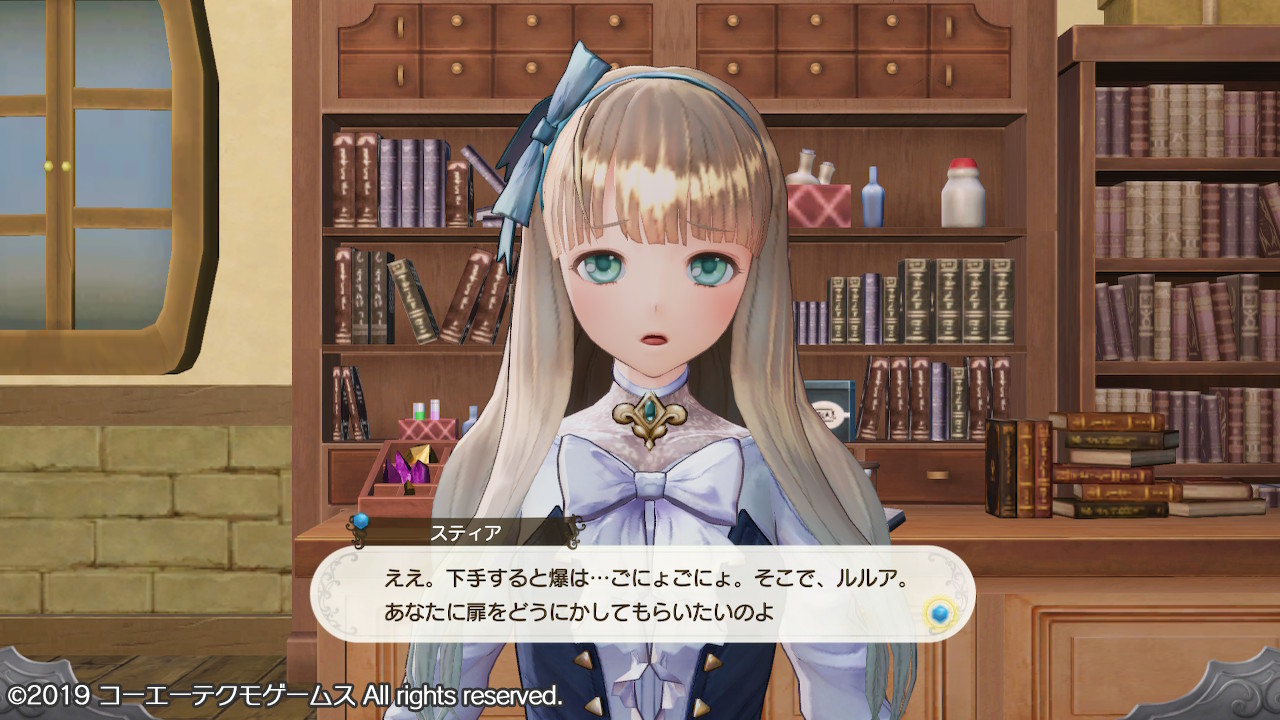 スティア
ええ。下手すると爆は…ごにょごにょ。そこで、ルルア。
あなたに扉をどうにかしてもらいたいのよ
©2019 コーエーテクモゲームス All rights reserved.